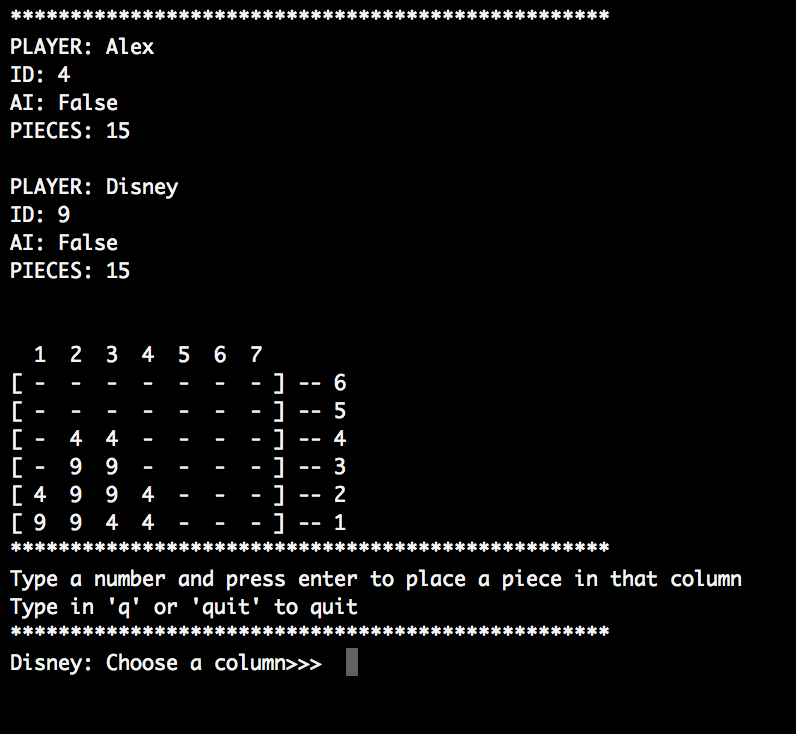 **************************************************
PLAYER: Alex
ID: 4
AI: False
PIECES: 15
PLAYER: Disney
ID: 9
AI: False
PIECES: 15
1 2 3 4 5 6 7
[ - - - - - - - ] -- 6
[ - - - - - - - ] -- 5
[ - 4 4 - - - - ] -- 4
[ - 9 9 - - - - ] -- 3
[ 4 9 9 4 - - - ] -- 2
[ 9 9 4 4 - - - ] -- 1
**************************************************
Type a number and press enter to place a piece in that column
Type in 'q' or 'quit' to quit
**************************************************
Disney: Choose a column>>>